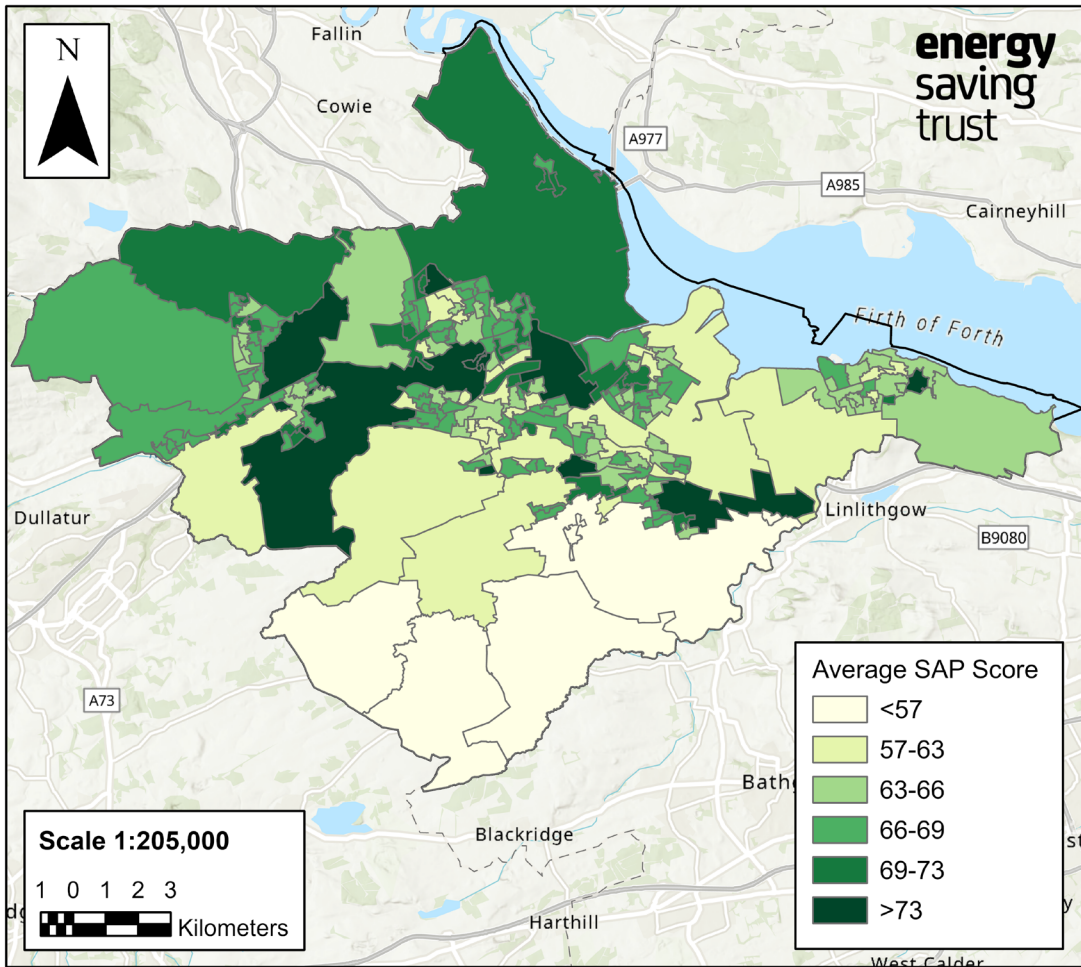 N
Fallin
Cowie
energy
saving
trust
A977
A985
Cairneyhill
Firth of Forth
Dullatur
Linlithgow
B9080
A73
Average SAP Score
<57
57-63
63-66
66-69
69-73
>73
Bathg
Blackridge
Harthill
West Calder
Scale 1:205,000
1 0 1 2 3
Kilometers